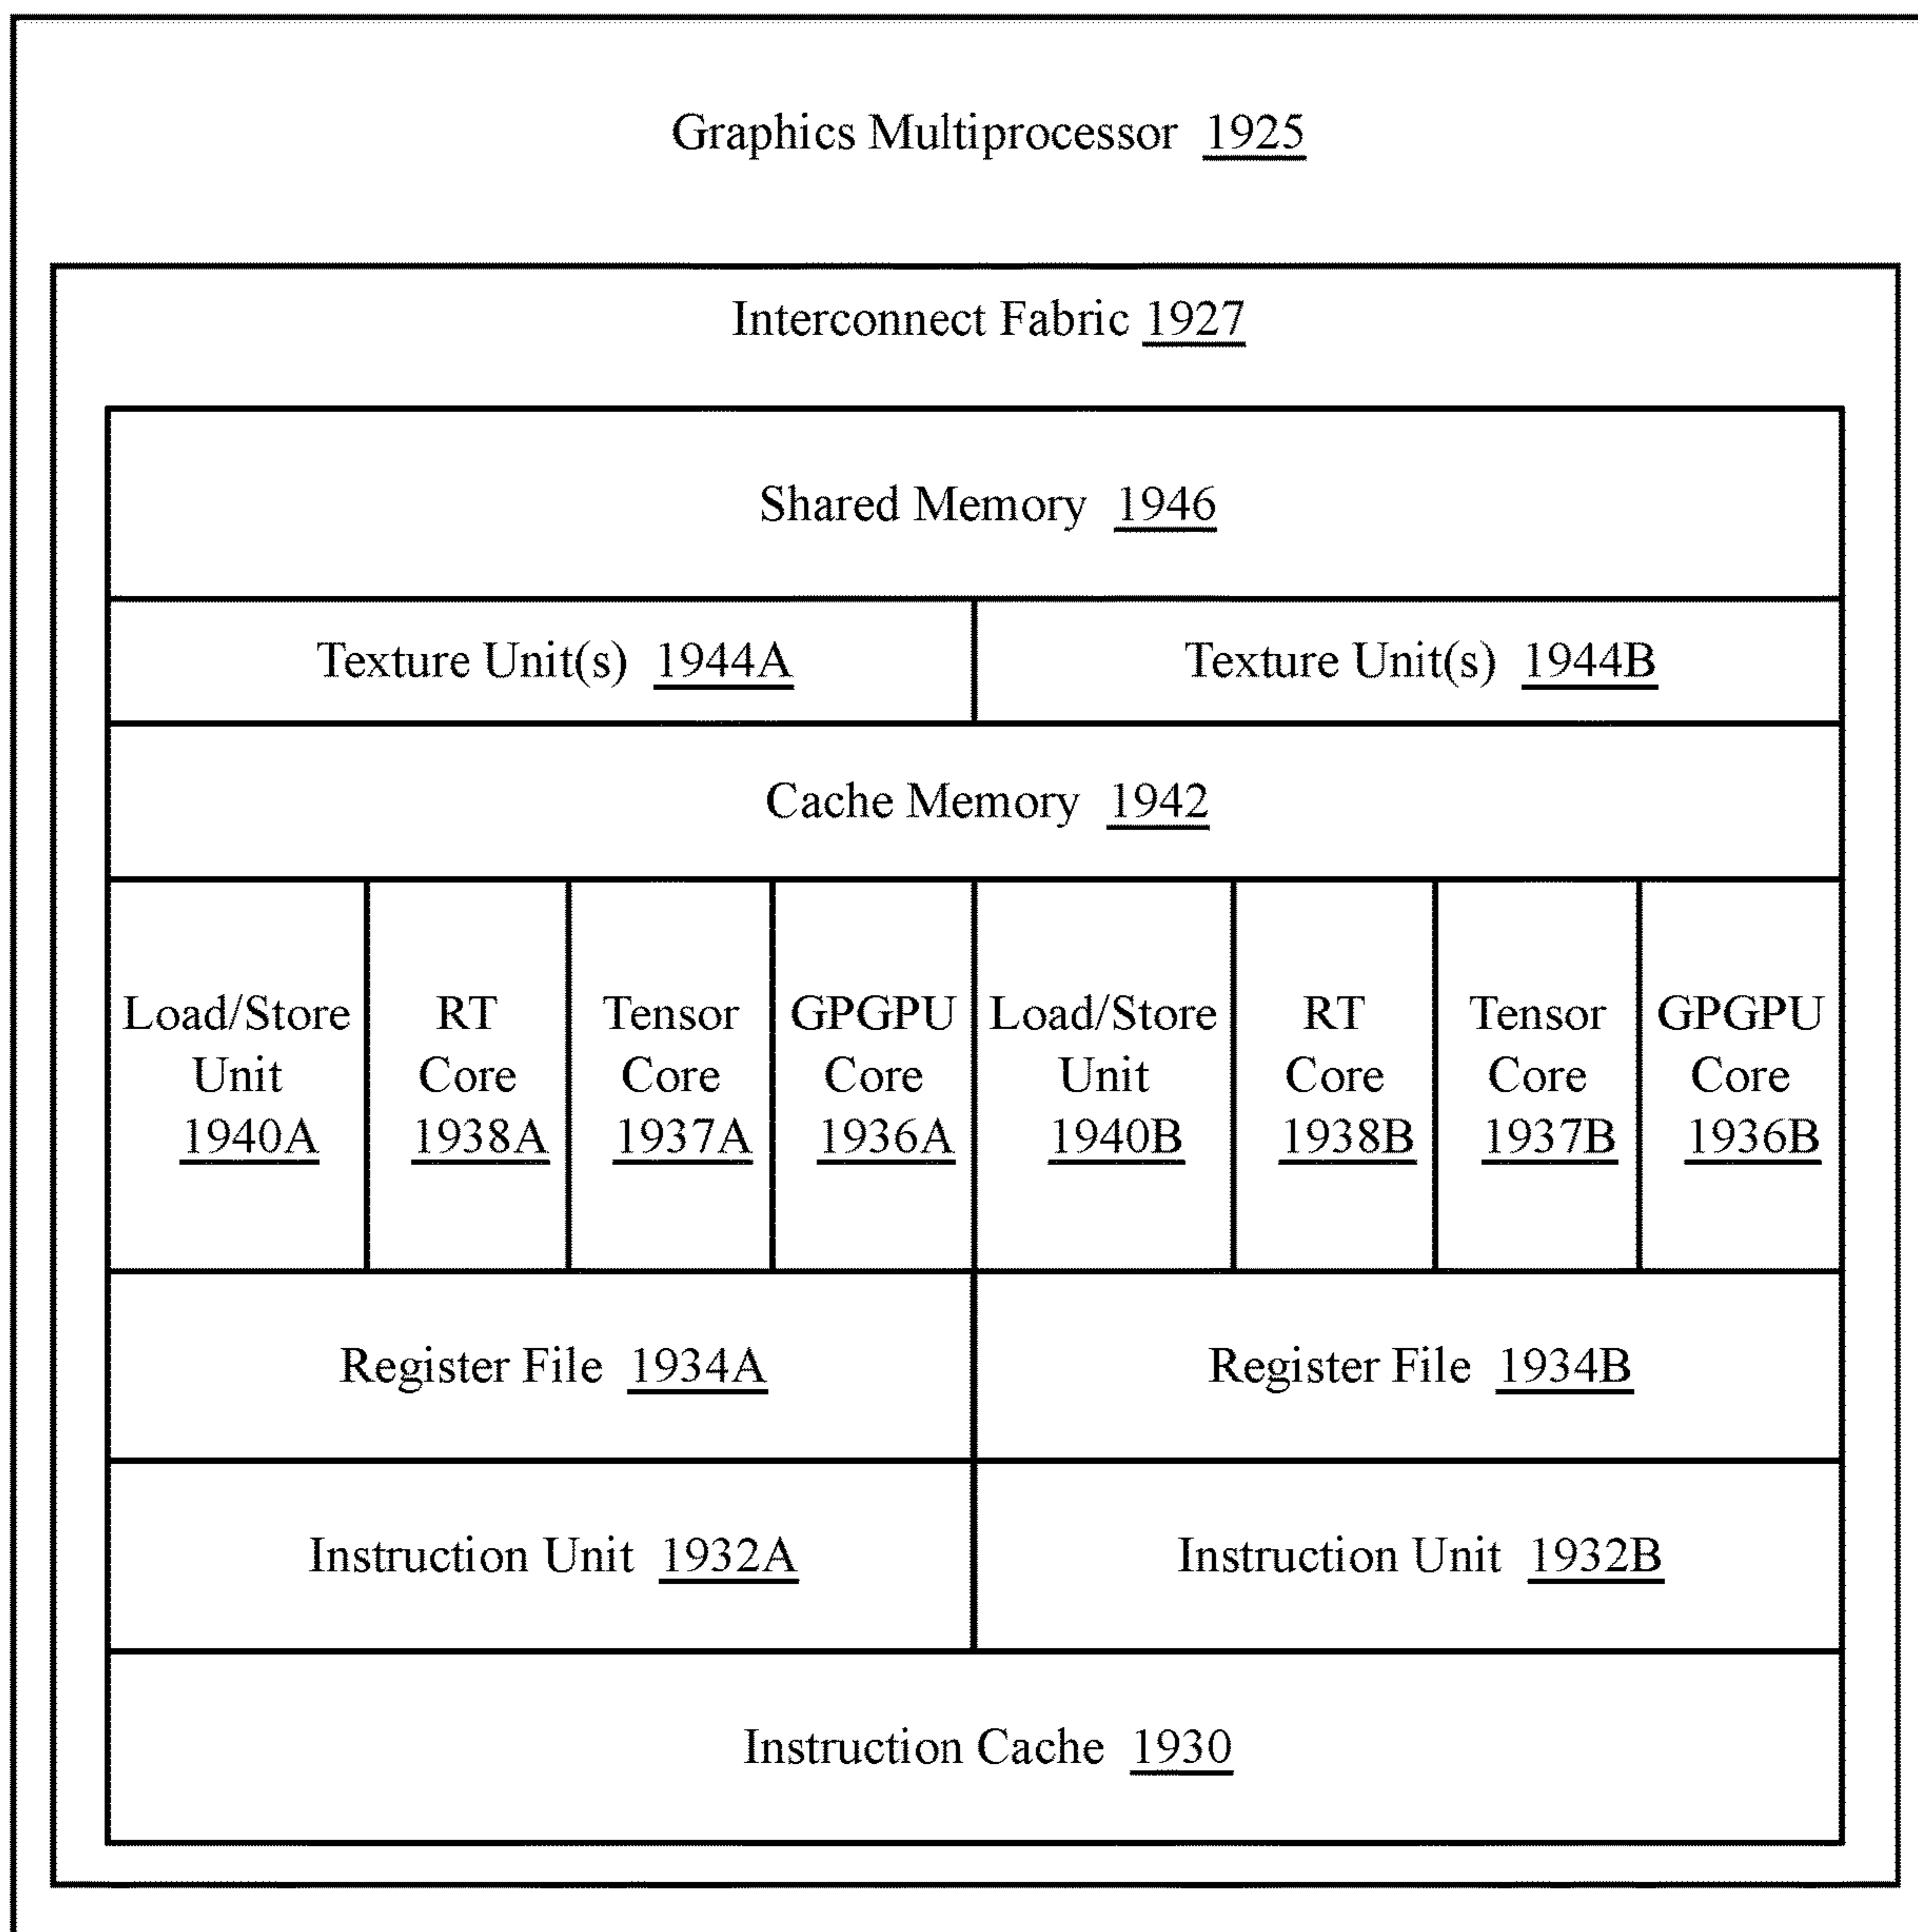 Graphics Multiprocessor 1925
Interconnect Fabric 1927
Shared Memory 1946
Texture Unit(s) 1944A
Texture Unit(s) 1944B
Cache Memory 1942
Load/Store
Unit
1940A
RT
Core
1938A
Tensor
Core
1937A
GPGPU
Core
1936A
Load/Store
Unit
1940B
RT
Core
1938B
Tensor
Core
1937B
GPGPU
Core
1936B
Register File 1934A
Register File 1934B
Instruction Unit 1932A
Instruction Unit 1932B
Instruction Cache 1930